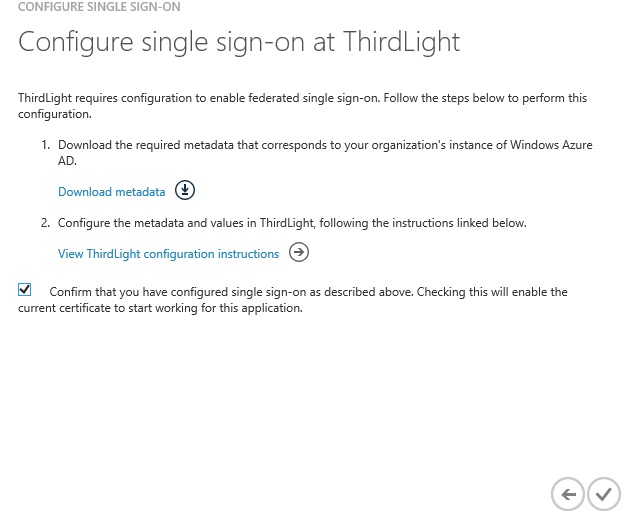 CONFIGURE SINGLE SIGN-ON
Configure single sign-on at ThirdLight
ThirdLight requires configuration to enable federated single sign-on. Follow the steps below to perform this
configuration.
1. Download the required metadata that corresponds to your organization's instance of Windows Azure
AD.
Download metadata
2. Configure the metadata and values in ThirdLight, following the instructions linked below.
View ThirdLight configuration instructions
Confirm that you have configured single sign-on as described above. Checking this will enable the
current certificate to start working for this application.